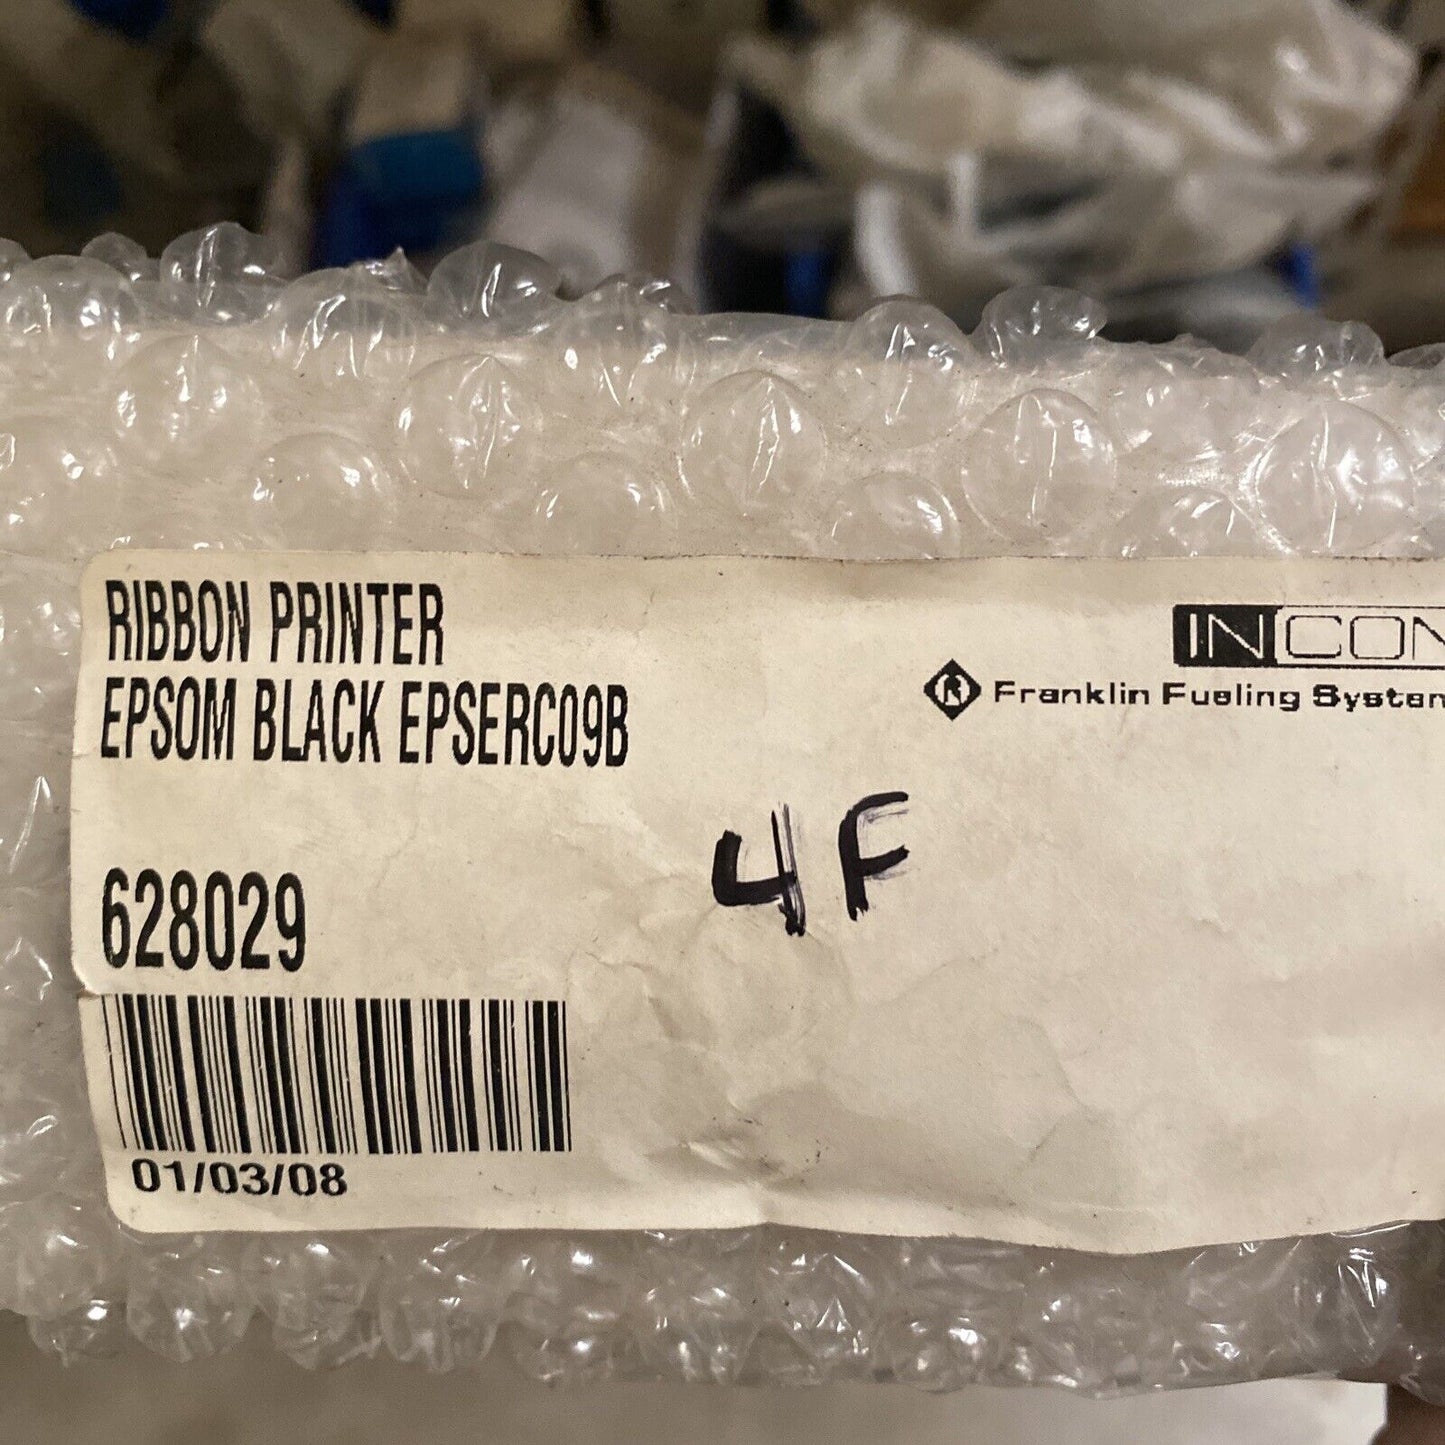 RIBBON PRINTER
EPSOM BLACK EPSERC09B
INCON
Franklin Fueling System
4F
628029
01/03/08